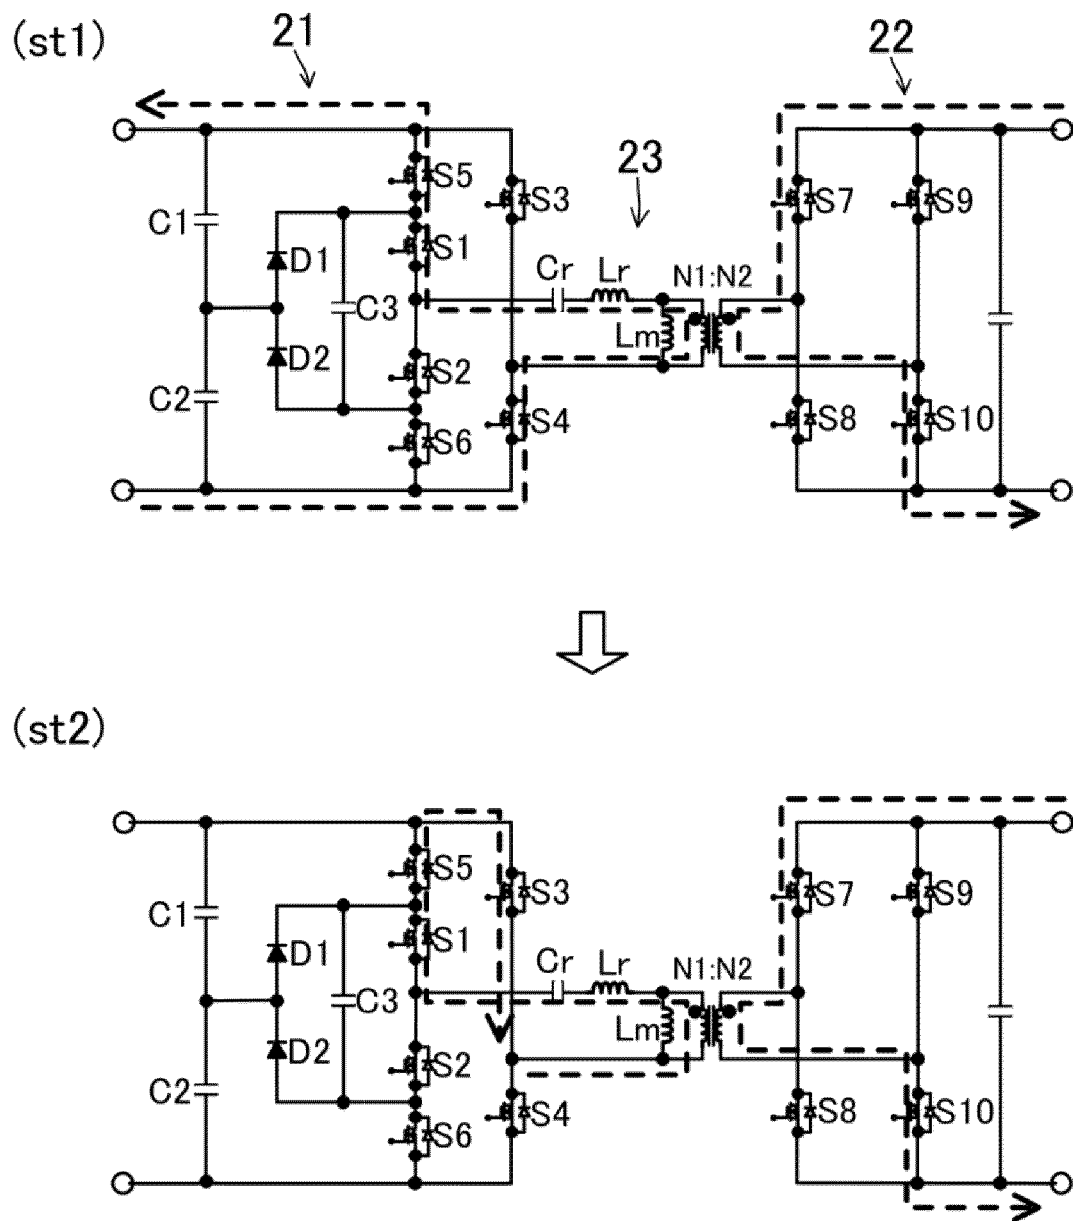 (st1)
21
22
23
S5
S3
S7
S9
C1
D1
S1
Cr
Lr
N1:N2
C3
Lm
D2
S2
C2
S4
S8
S10
S6
(st2)
S5
S3
S7
S9
C1
D1
S1
Cr
Lr
N1:N2
C3
Lm
D2
S2
C2
S4
S8
S10
S6